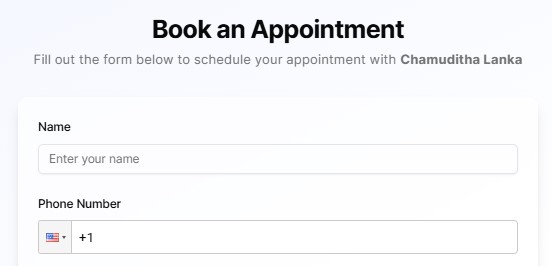 Book an Appointment
Fill out the form below to schedule your appointment with Chamuditha Lanka
Name
Enter your name
Phone Number
+1